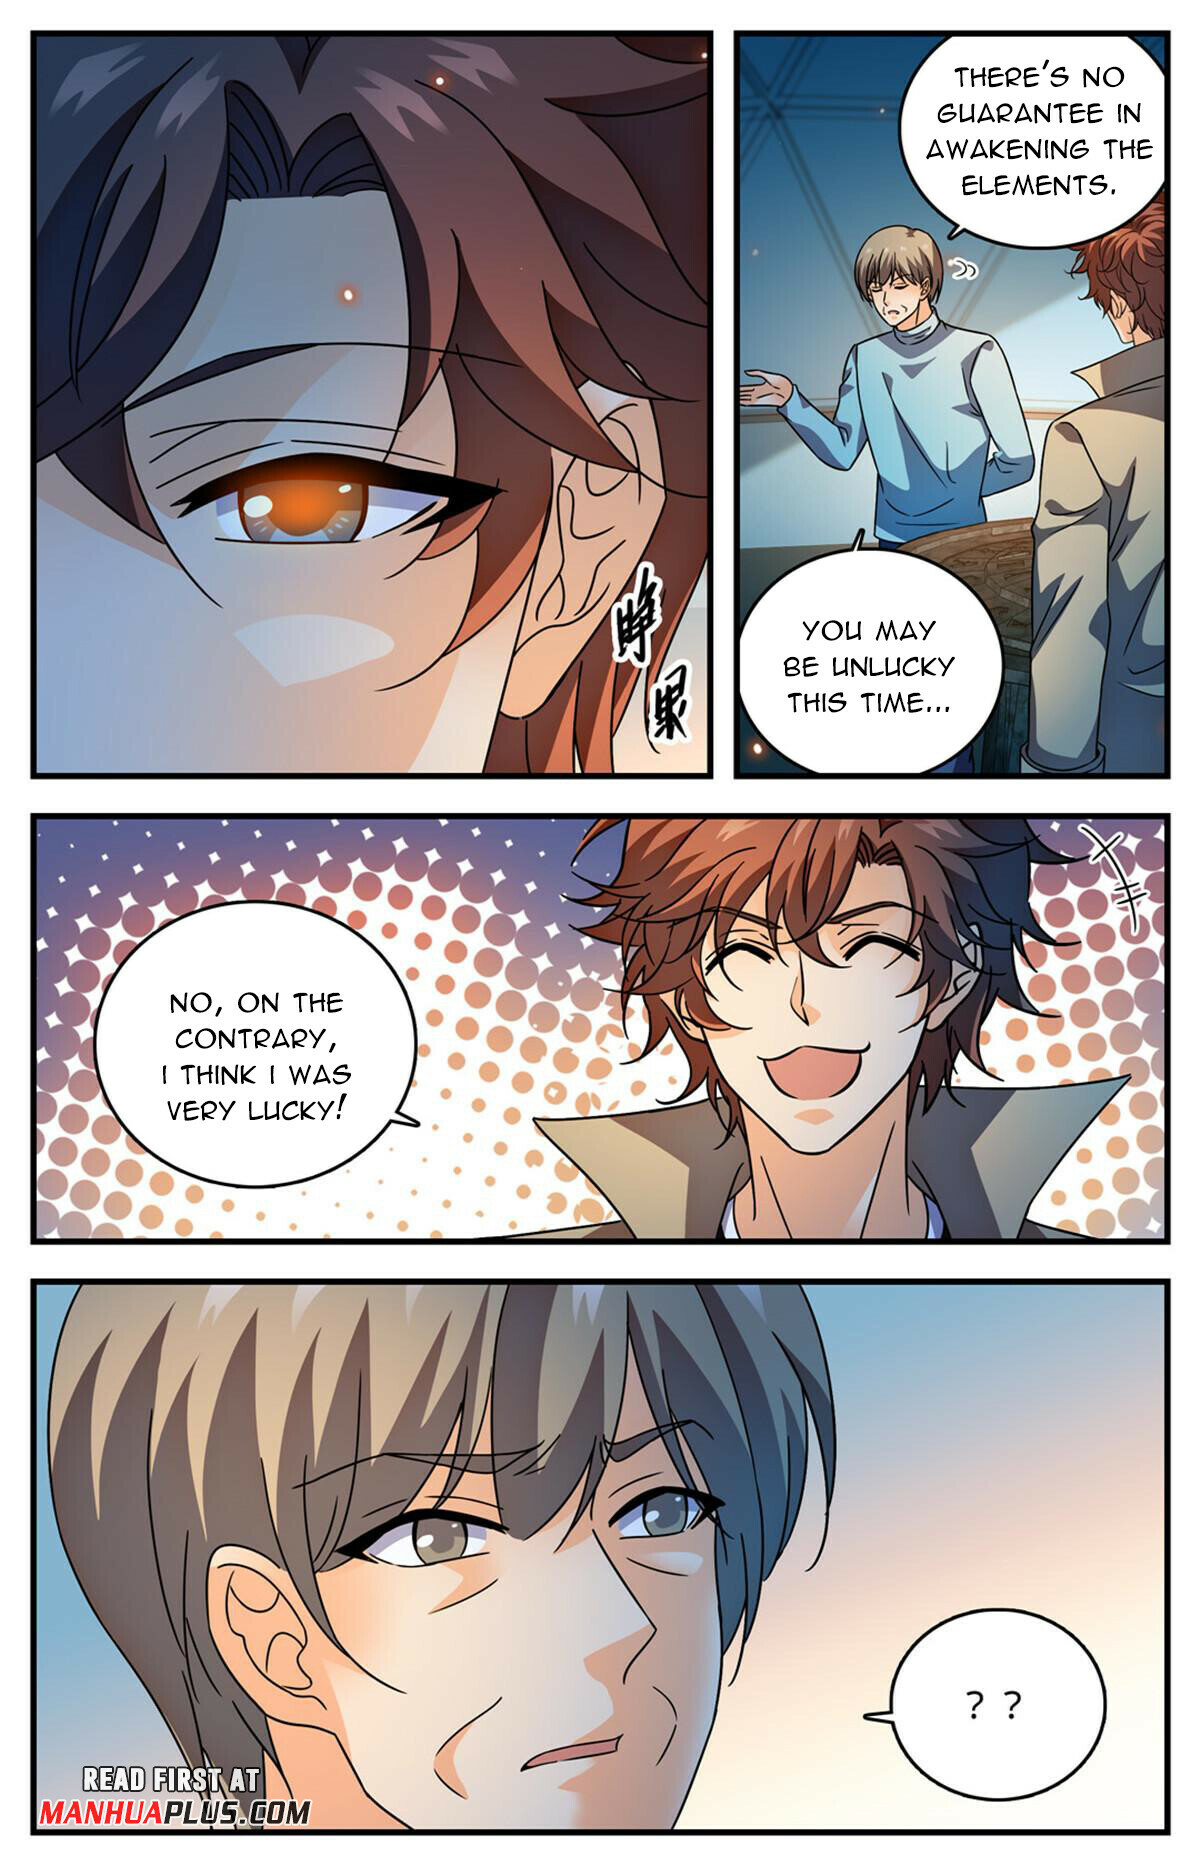 睁
眼
THERE'S NO
GUARANTEE IN
AWAKENING THE
ELEMENTS.
YOU MAY
BE UNLUCKY
THIS TIME...
NO, ON THE
CONTRARY,
I THINK I WAS
VERY LUCKY!
? ?
READ FIRST AT
MANHUAPLUS.COM